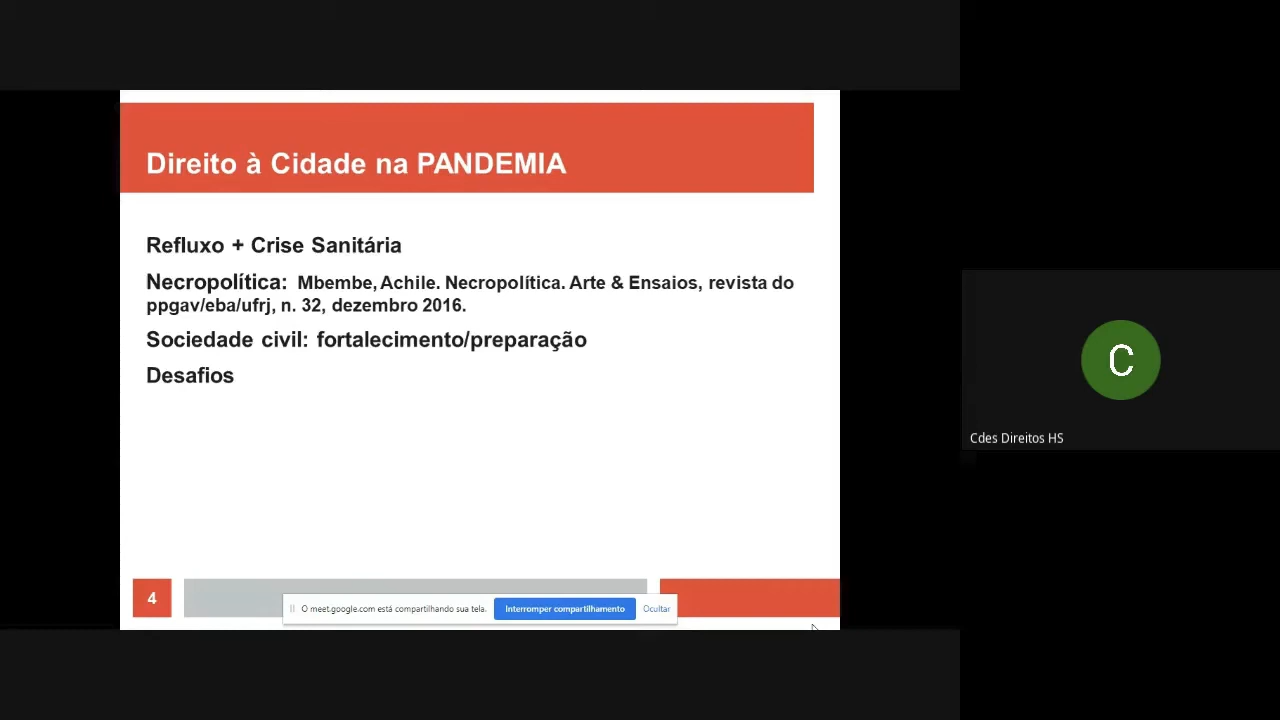 Direito à Cidade na PANDEMIA
Refluxo + Crise Sanitária
Necropolítica: Mbembe, Achile. Necropolítica. Arte & Ensaios, revista do
ppgav/eba/ufrj, n. 32, dezembro 2016.
Sociedade civil: fortalecimento/preparação
Desafios
4
O meet.google.com está compartilhando sua tela.
Interromper compartilhamento
Ocultar
C
Cdes Direitos HS